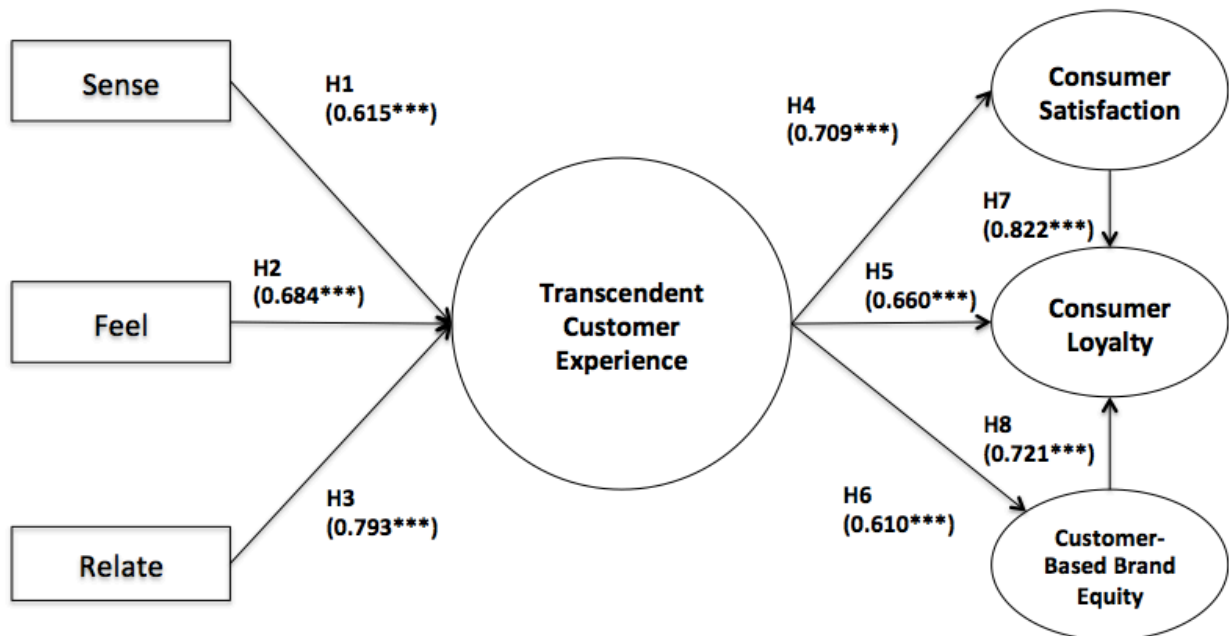 Sense
H1
(0.615***)
Feel
H2
(0.684***)
Relate
H3
(0.793***)
Transcendent
Customer
Experience
H4
(0.709***)
H5
(0.660***)
H6
(0.610***)
Consumer
Satisfaction
H7
(0.822***)
Consumer
Loyalty
H8
(0.721***)
Customer-
Based Brand
Equity